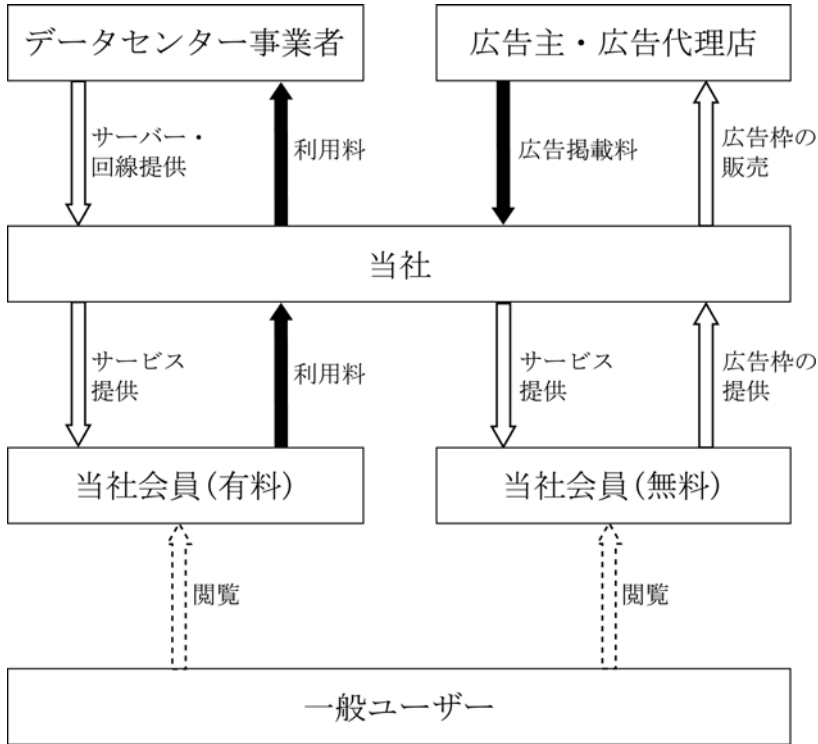 データセンター事業者
広告主・広告代理店
サーバー・
回線提供
利用料
広告掲載料
広告枠の
販売
当社
サービス
提供
利用料
サービス
提供
広告枠の
提供
当社会員(有料)
当社会員(無料)
閲覧
閲覧
一般ユーザー